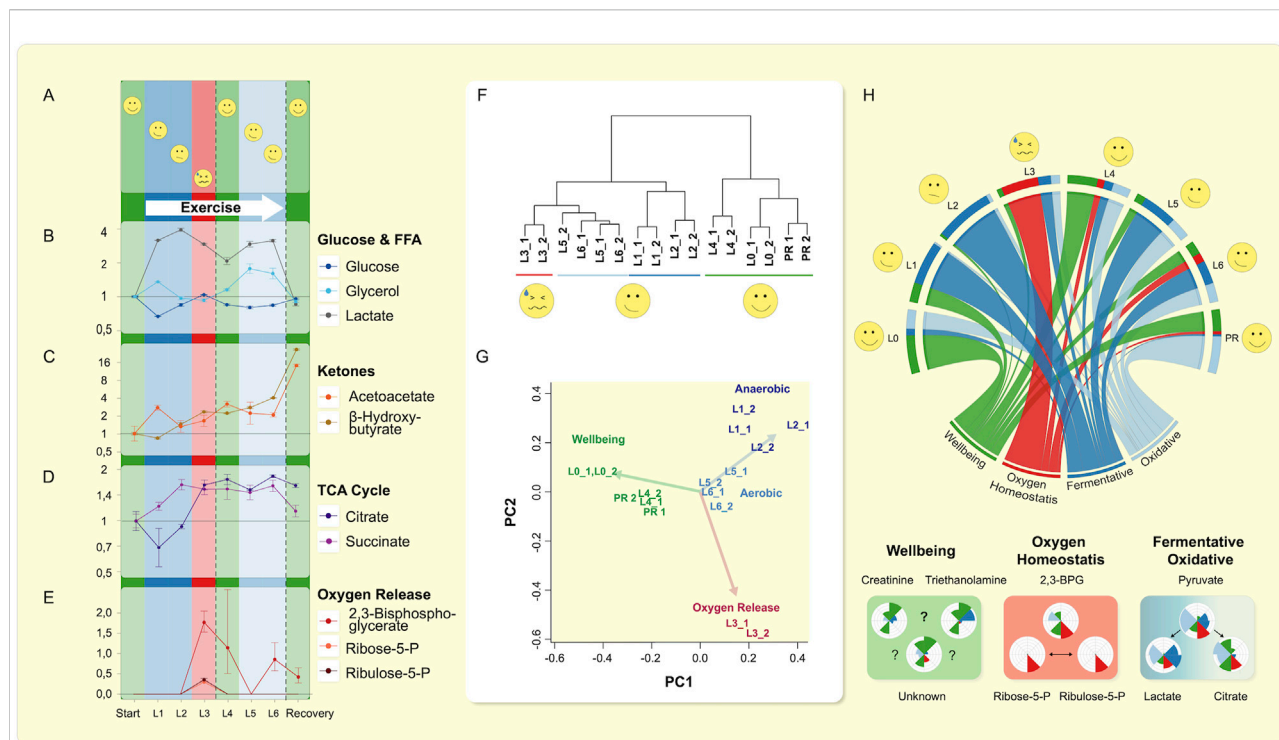 A
Exercise
B
4
2
1
0,5
Glucose & FFA
Glucose
Glycerol
Lactate
C
16
8
4
2
1
0,5
Ketones
Acetoacetate
β-Hydroxy-
butyrate
D
2
1,4
1
0,7
0,5
TCA Cycle
Citrate
Succinate
E
2,0
1,5
1,0
0,5
0,0
Oxygen Release
2,3-Bisphospho-
glycerate
Ribose-5-P
Ribulose-5-P
Start L1 L2 L3 L4 L5 L6 Recovery
F
L3_1
L3_2
L5_2
L6_1
L5_1
L6_2
L1_1
L1_2
L2_1
L2_2
L4_1
L4_2
L0_1
L0_2
PR 1
PR 2
G
0.4
0.2
0.0
-0.2
-0.4
-0.6
PC2
Anaerobic
L1_2
L1_1
L2_1
L2_2
Wellbeing
L0_1,L0_2
L5_1
L5_2
L6_1
Aerobic
L6_2
PR 2
L4_2
L4_1
PR 1
Oxygen Release
L3_1
L3_2
-0.6 -0.4 -0.2 0.0 0.2 0.4
PC1
H
L0
L1
L2
L3
L4
L5
L6
PR
Wellbeing
Oxygen
Homeostatis
Fermentative
Oxidative
Wellbeing
Creatinine Triethanolamine
?
? ?
Unknown
Oxygen
Homeostatis
2,3-BPG
Ribose-5-P Ribulose-5-P
Fermentative
Oxidative
Pyruvate
Lactate Citrate